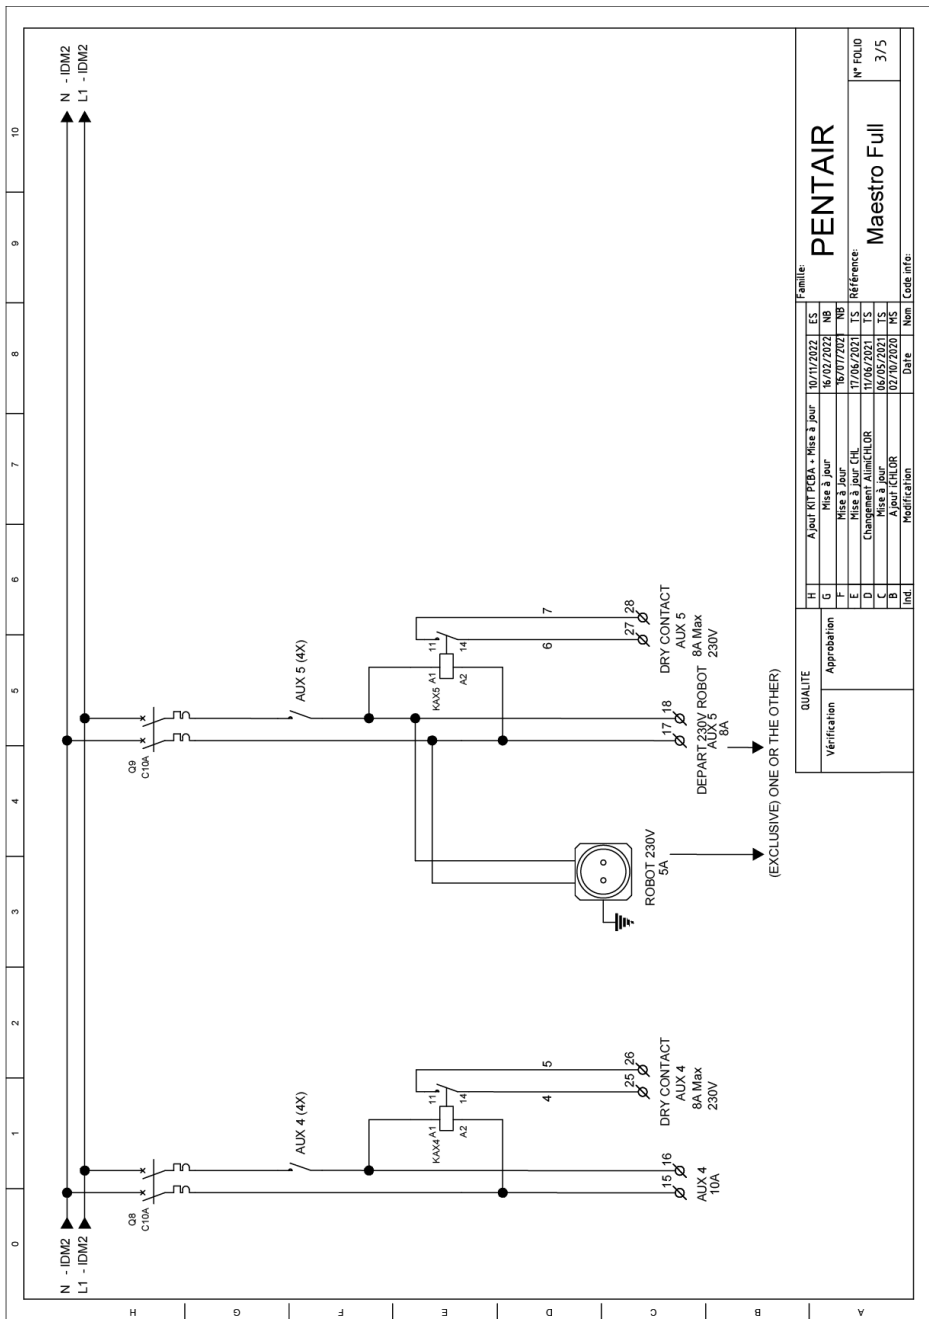 0 1 2 3 4 5 6 7 8 9 10
N - IDM2
L1 - IDM2
N - IDM2
L1 - IDM2
H
G
F
E
D
C
B
A
Q8
C10A
AUX 4 (4X)
KAX4
A1
A2
11
14
4
5
15 16
AUX 4
10A
25 26
DRY CONTACT
AUX 4
8A Max
230V
Q9
C10A
AUX 5 (4X)
KAX5
A1
A2
11
14
6
7
ROBOT 230V
5A
17 18
DEPART 230V ROBOT
AUX 5
8A
27 28
DRY CONTACT
AUX 5
8A Max
230V
(EXCLUSIVE) ONE OR THE OTHER)
QUALITE
Vérification
Approbation
H Ajout KIT PCBA + Mise à jour 10/11/2022 ES
G Mise à jour 16/02/2022 NB
F Mise à Jour 16/07/2021 NB
E Mise à jour CHL 17/06/2021 TS
D Changement AlimiCHLOR 11/06/2021 TS
C Mise à jour 06/05/2021 TS
B Ajout iCHLOR 02/10/2020 MS
Ind. Modification Date Nom
Famille:
PENTAIR
Référence:
Maestro Full
N° FOLIO
3/5
Code info: